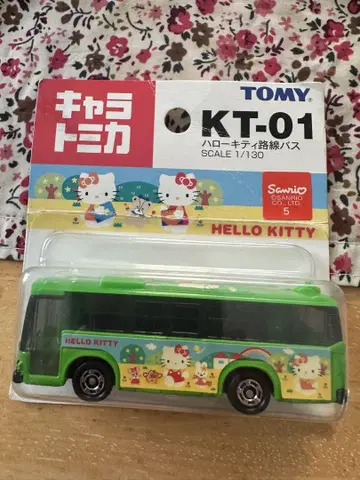 キャラ
トミカ
TOMY
KT-01
ハローキティ路線バス
SCALE 1/130
Sanrio
©SANRIO
CO., LTD.
5
HELLO KITTY
HELLO KITTY